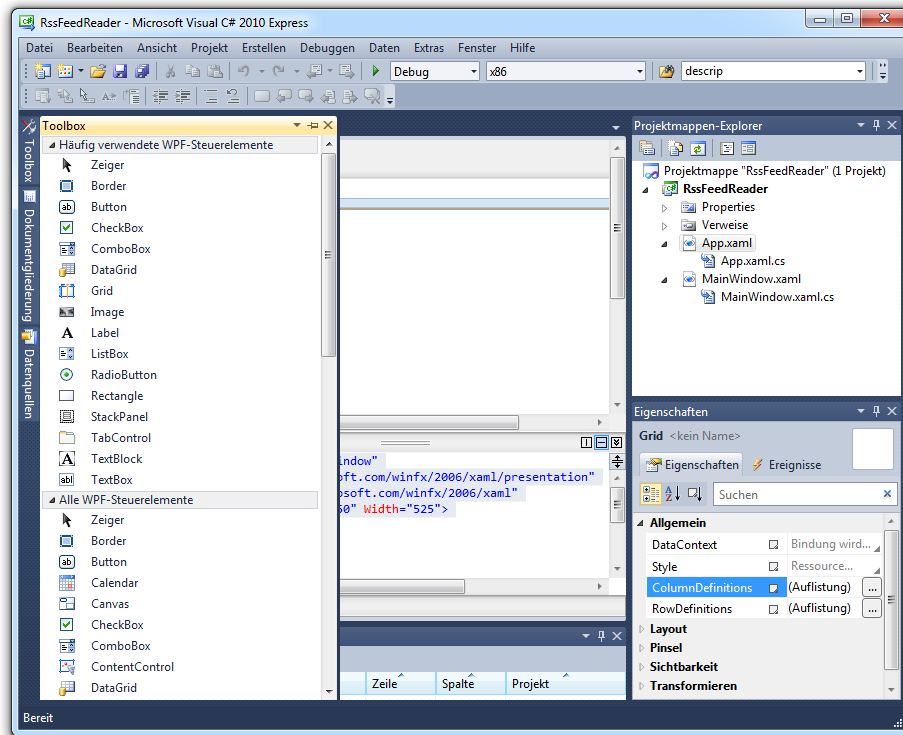 RssFeedReader - Microsoft Visual C# 2010 Express
Datei Bearbeiten Ansicht Projekt Erstellen Debuggen Daten Extras Fenster Hilfe
Debug x86 descrip
Toolbox
Dokumentgliederung
Datenquellen
Toolbox
Häufig verwendete WPF-Steuerelemente
Zeiger
Border
Button
CheckBox
ComboBox
DataGrid
Grid
Image
Label
ListBox
RadioButton
Rectangle
StackPanel
TabControl
TextBlock
TextBox
Alle WPF-Steuerelemente
Zeiger
Border
Button
Calendar
Canvas
CheckBox
ComboBox
ContentControl
DataGrid
indow"
oft.com/winfx/2006/xaml/presentation"
osoft.com/winfx/2006/xaml"
50" Width="525">
Zeile Spalte Projekt
Projektmappen-Explorer
Projektmappe "RssFeedReader" (1 Projekt)
RssFeedReader
Properties
Verweise
App.xaml
App.xaml.cs
MainWindow.xaml
MainWindow.xaml.cs
Eigenschaften
Grid <kein Name>
Eigenschaften Ereignisse
Suchen
Allgemein
DataContext Bindung wird...
Style Ressource...
ColumnDefinitions (Auflistung) ...
RowDefinitions (Auflistung) ...
Layout
Pinsel
Sichtbarkeit
Transformieren
Bereit